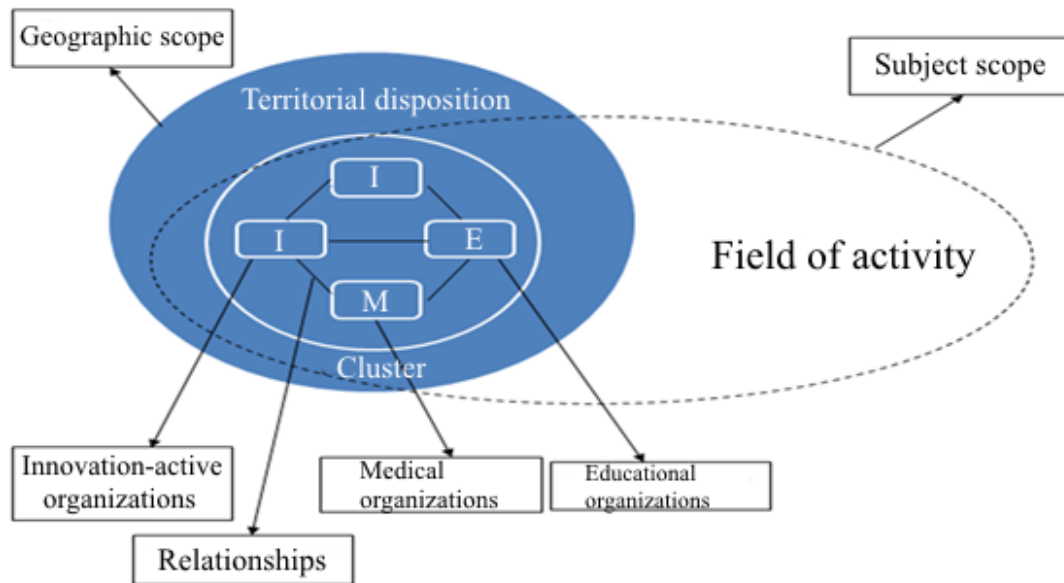 Geographic scope
Subject scope
Territorial disposition
I
I
E
Field of activity
M
Cluster
Innovation-active
organizations
Medical
organizations
Educational
organizations
Relationships